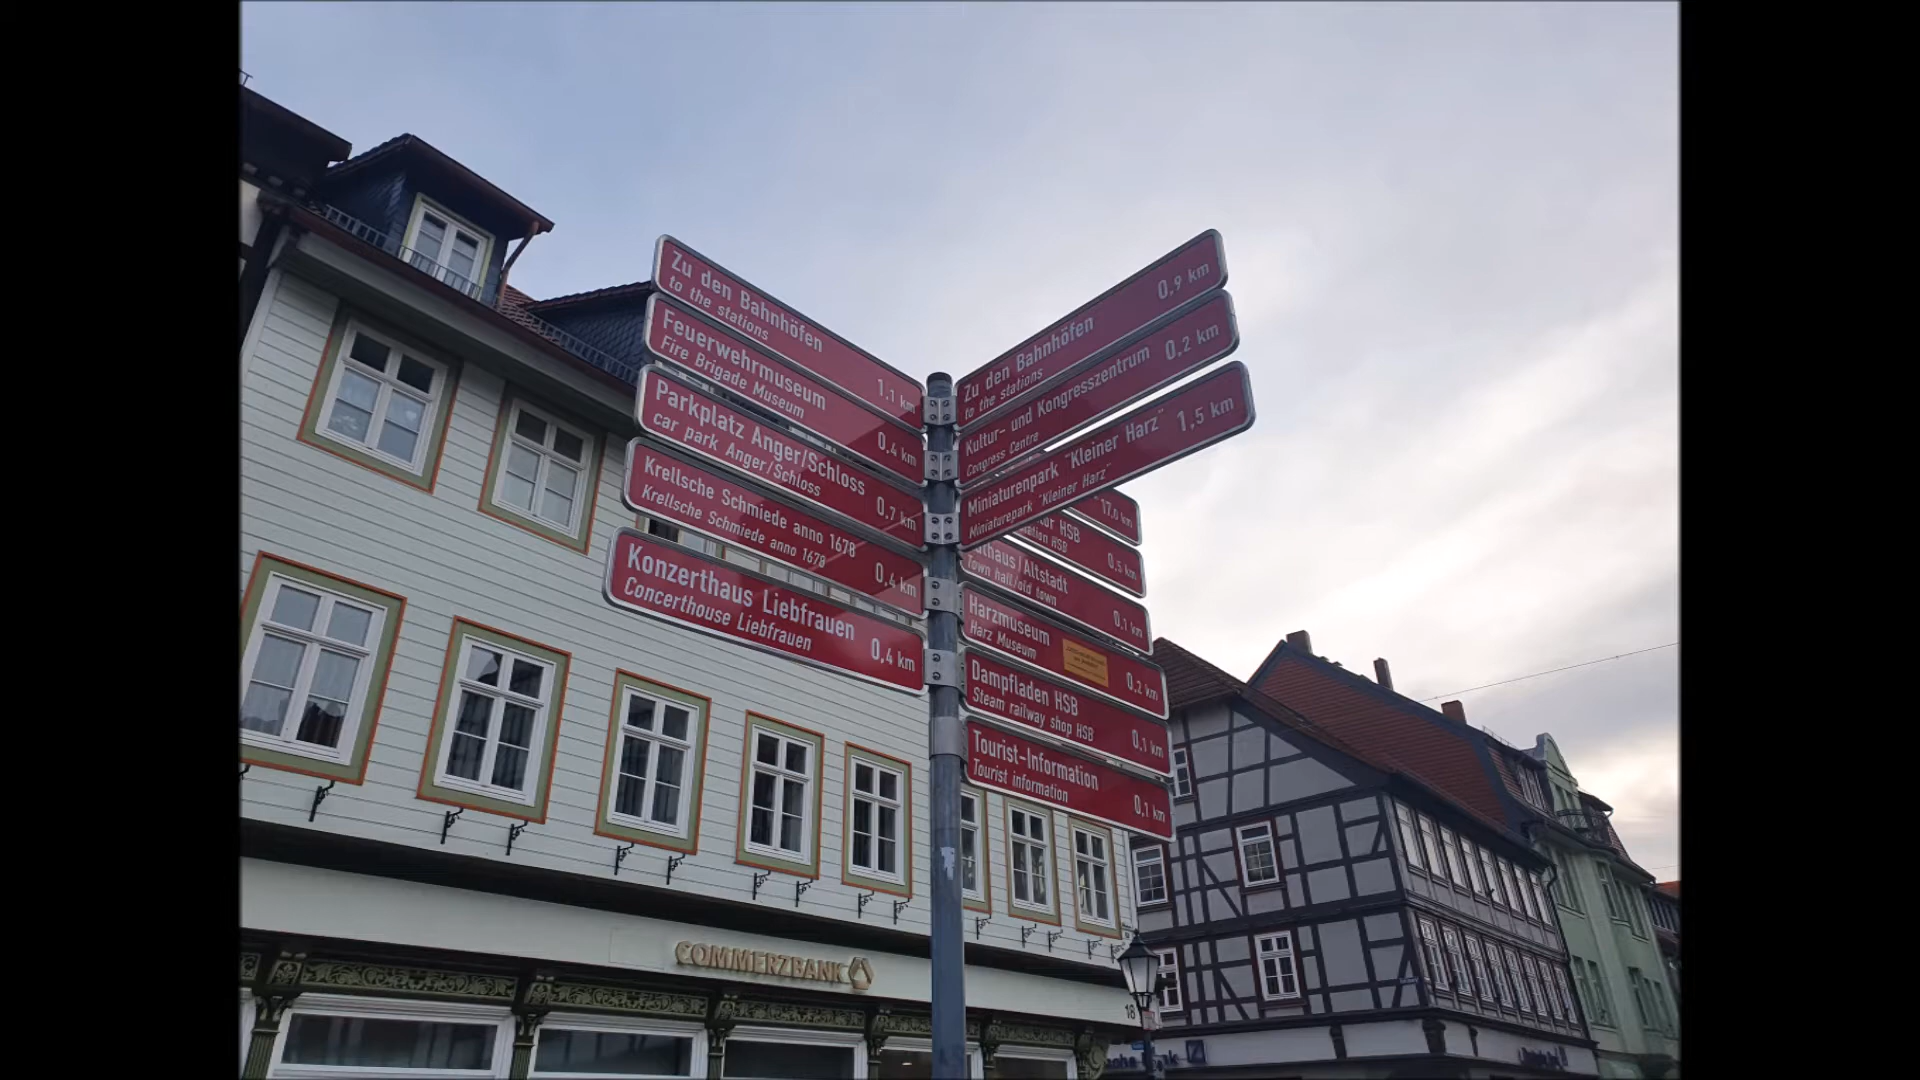 Zu den Bahnhöfen
to the stations
1.1 km
Feuerwehrmuseum
Fire Brigade Museum
0,4 km
Parkplatz Anger/Schloss
car park Anger/Schloss
0,7 km
Krellsche Schmiede anno 1678
Krellsche Schmiede anno 1678
0,4 km
Konzerthaus Liebfrauen
Concerthouse Liebfrauen
0,4 km
Zu den Bahnhöfen
to the stations
0,9 km
Kultur- und Kongresszentrum
Congress Centre
0,2 km
Miniaturenpark "Kleiner Harz"
Miniaturepark "Kleiner Harz"
1,5 km
17,0 km
HSB
HSB
0,5 km
/Altstadt
Town hall/old town
0,1 km
Harzmuseum
Harz Museum
0,2 km
Dampfladen HSB
Steam railway shop HSB
0,1 km
Tourist-Information
Tourist information
0,1 km
COMMERZBANK
18